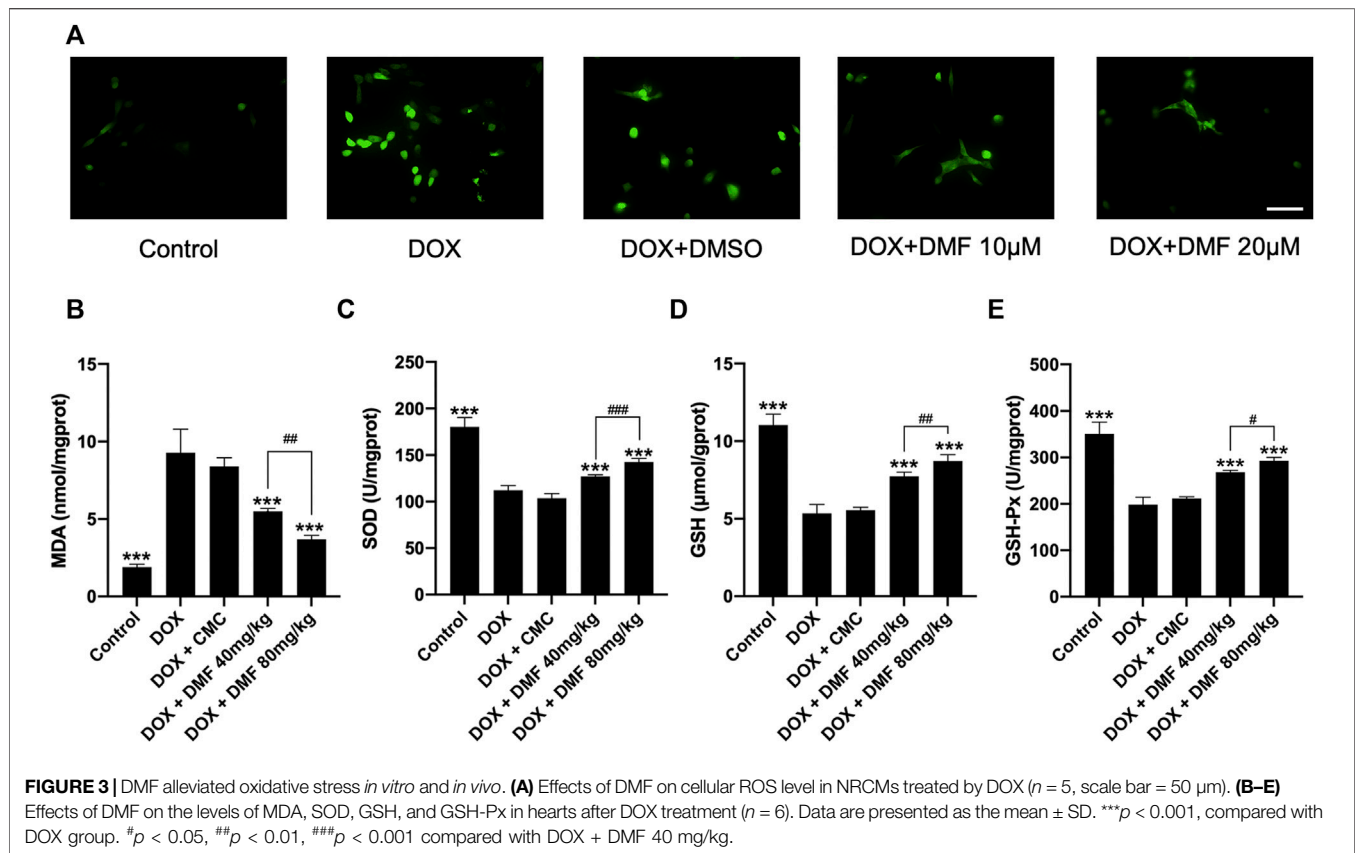 A
Control
DOX
DOX+DMSO
DOX+DMF 10μM
DOX+DMF 20μM
B
MDA (nmol/mgprot)
15
10
5
0
***
***
***
##
Control
DOX
DOX + CMC
DOX + DMF 40mg/kg
DOX + DMF 80mg/kg
C
SOD (U/mgprot)
250
200
150
100
50
0
***
***
***
###
Control
DOX
DOX + CMC
DOX + DMF 40mg/kg
DOX + DMF 80mg/kg
D
GSH (μmol/gprot)
15
10
5
0
***
***
***
##
Control
DOX
DOX + CMC
DOX + DMF 40mg/kg
DOX + DMF 80mg/kg
E
GSH-Px (U/mgprot)
500
400
300
200
100
0
***
***
***
#
Control
DOX
DOX + CMC
DOX + DMF 40mg/kg
DOX + DMF 80mg/kg
FIGURE 3 | DMF alleviated oxidative stress in vitro and in vivo. (A) Effects of DMF on cellular ROS level in NRCMs treated by DOX (n = 5, scale bar = 50 μm). (B–E)
Effects of DMF on the levels of MDA, SOD, GSH, and GSH-Px in hearts after DOX treatment (n = 6). Data are presented as the mean ± SD. ***p < 0.001, compared with
DOX group. #p < 0.05, ##p < 0.01, ###p < 0.001 compared with DOX + DMF 40 mg/kg.